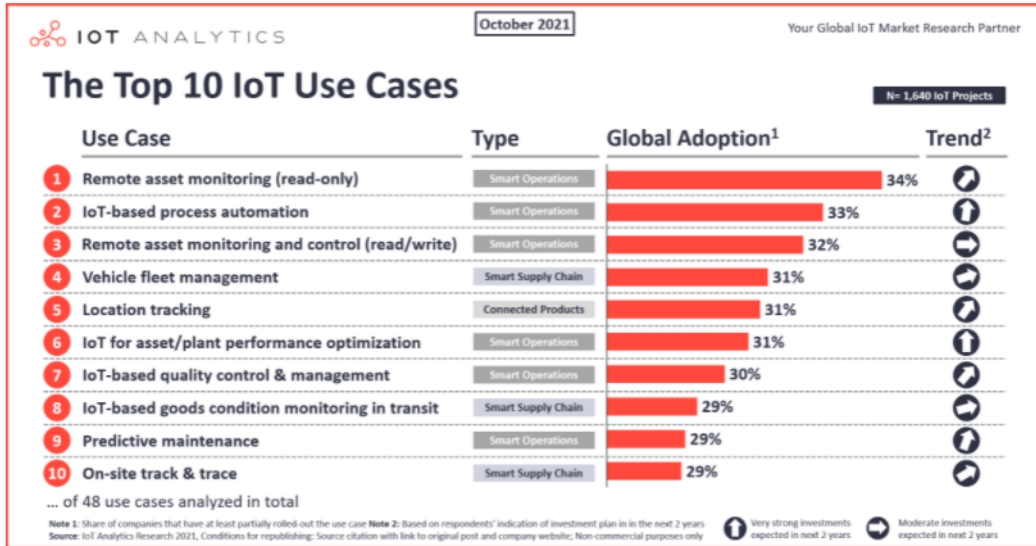 IOT ANALYTICS
October 2021
Your Global IoT Market Research Partner
The Top 10 IoT Use Cases
N= 1,640 IoT Projects
Use Case Type Global Adoption¹ Trend²
1 Remote asset monitoring (read-only) Smart Operations 34%
2 IoT-based process automation Smart Operations 33%
3 Remote asset monitoring and control (read/write) Smart Operations 32%
4 Vehicle fleet management Smart Supply Chain 31%
5 Location tracking Connected Products 31%
6 IoT for asset/plant performance optimization Smart Operations 31%
7 IoT-based quality control & management Smart Operations 30%
8 IoT-based goods condition monitoring in transit Smart Supply Chain 29%
9 Predictive maintenance Smart Operations 29%
10 On-site track & trace Smart Supply Chain 29%
... of 48 use cases analyzed in total
Note 1: Share of companies that have at least partially rolled-out the use case Note 2: Based on respondents' indication of investment plan in in the next 2 years
Source: IoT Analytics Research 2021, Conditions for republishing: Source citation with link to original post and company website; Non-commercial purposes only
Very strong investments
expected in next 2 years
Moderate investments
expected in next 2 years